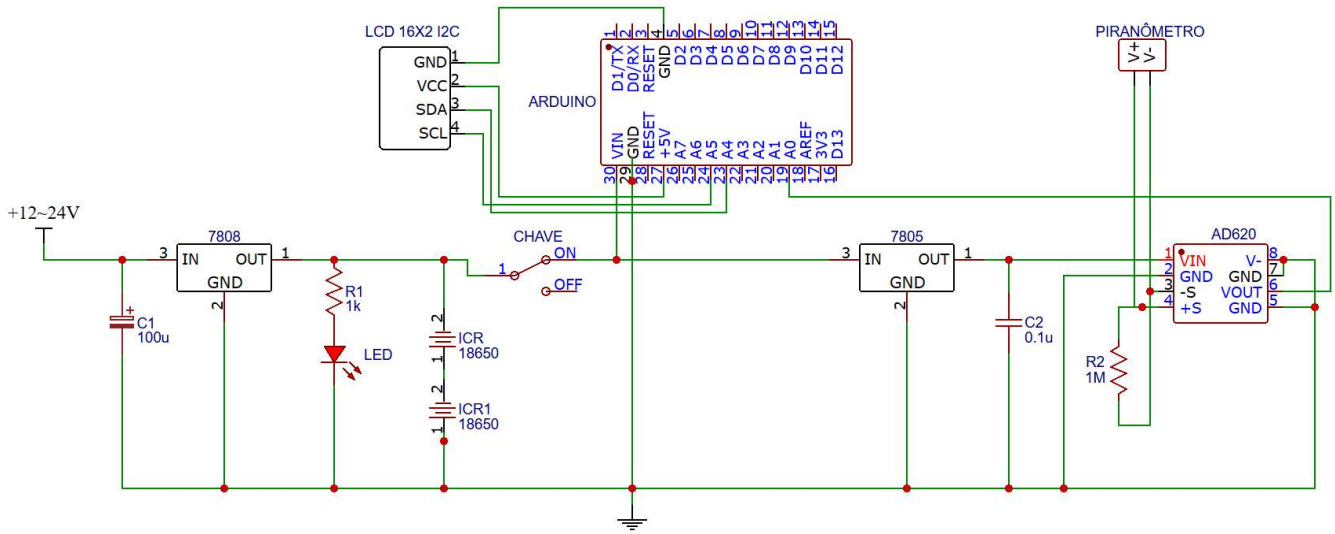 LCD 16X2 I2C
GND 1
VCC 2
SDA 3
SCL 4
ARDUINO
1 2 3 4 5 6 7 8 9 10 11 12 13 14 15
D1/TX D0/RX RESET GND D2 D3 D4 D5 D6 D7 D8 D9 D10 D11 D12
VIN GND RESET +5V A7 A6 A5 A4 A3 A2 A1 A0 AREF 3V3 D13
30 29 28 27 26 25 24 23 22 21 20 19 18 17 16
PIRANÔMETRO
V+ V-
+12~24V
7808
3 IN OUT 1
GND
2
C1
100u
R1
1k
LED
2
ICR
18650
1
2
ICR1
18650
1
CHAVE
1 ON
OFF
7805
3 IN OUT 1
GND
2
C2
0.1u
AD620
1 VIN V- 8
2 GND GND 7
3 -S VOUT 6
4 +S GND 5
R2
1M